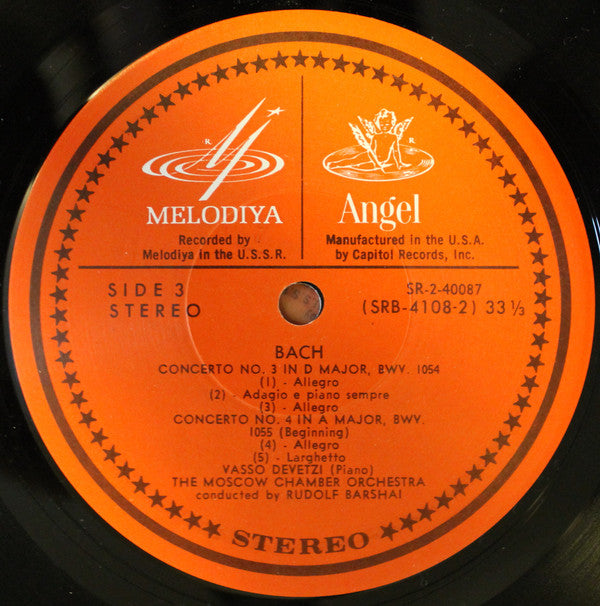 R.
MELODIYA
Recorded by
Melodiya in the U.S.S.R.
R.
Angel
Manufactured in the U.S.A.
by Capitol Records, Inc.
SIDE 3
STEREO
SR-2-40087
(SRB-4108-2) 33 ⅓
BACH
CONCERTO NO. 3 IN D MAJOR, BWV. 1054
(1) - Allegro
(2) - Adagio e piano sempre
(3) - Allegro
CONCERTO NO. 4 IN A MAJOR, BWV.
1055 (Beginning)
(4) - Allegro
(5) - Larghetto
VASSO DEVETZI (Piano)
THE MOSCOW CHAMBER ORCHESTRA
conducted by RUDOLF BARSHAI
STEREO